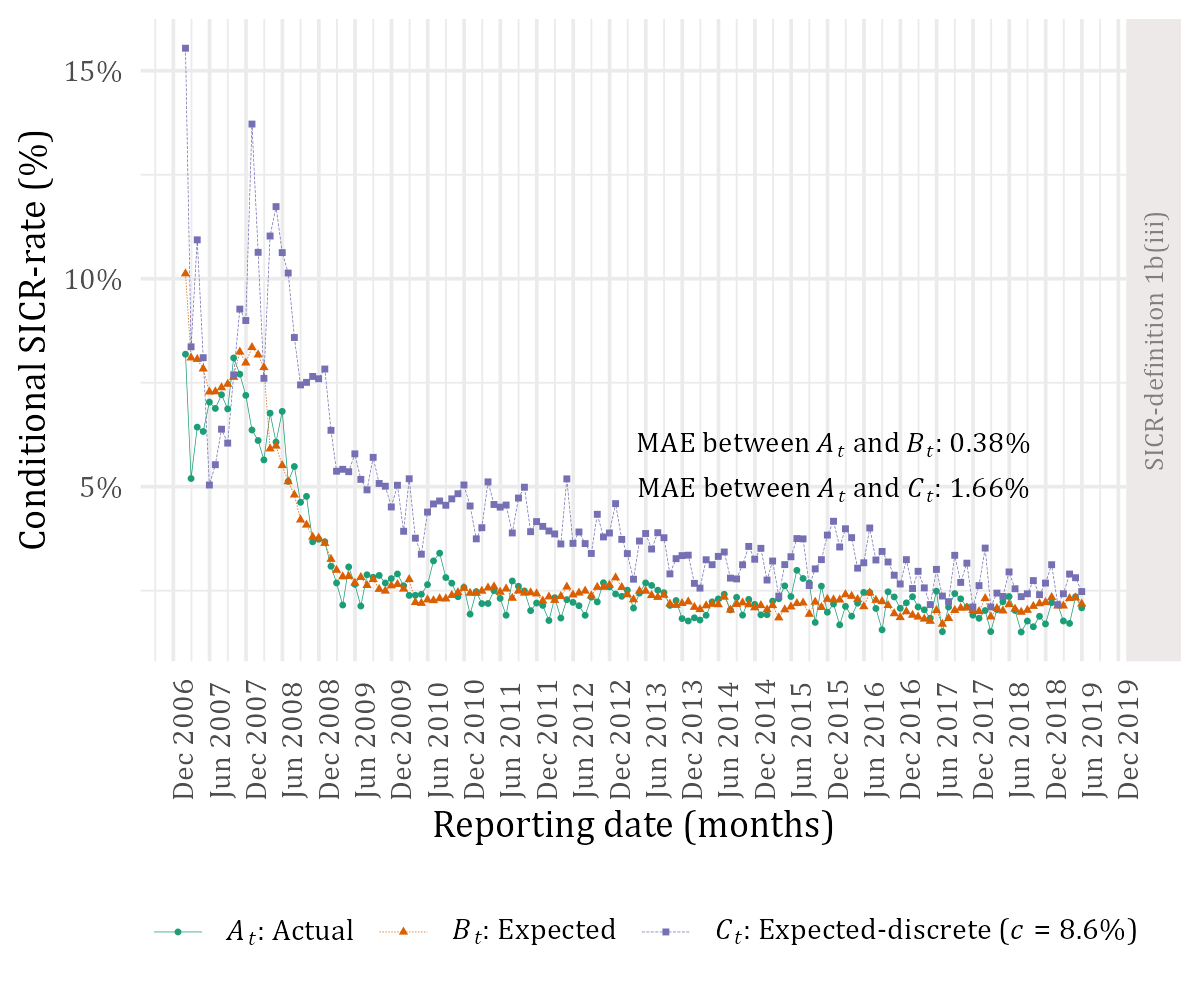 Conditional SICR-rate (%)
15%
10%
5%
MAE between A_t and B_t: 0.38%
MAE between A_t and C_t: 1.66%
SICR-definition 1b(iii)
Dec 2006
Jun 2007
Dec 2007
Jun 2008
Dec 2008
Jun 2009
Dec 2009
Jun 2010
Dec 2010
Jun 2011
Dec 2011
Jun 2012
Dec 2012
Jun 2013
Dec 2013
Jun 2014
Dec 2014
Jun 2015
Dec 2015
Jun 2016
Dec 2016
Jun 2017
Dec 2017
Jun 2018
Dec 2018
Jun 2019
Dec 2019
Reporting date (months)
A_t: Actual B_t: Expected C_t: Expected-discrete (c = 8.6%)